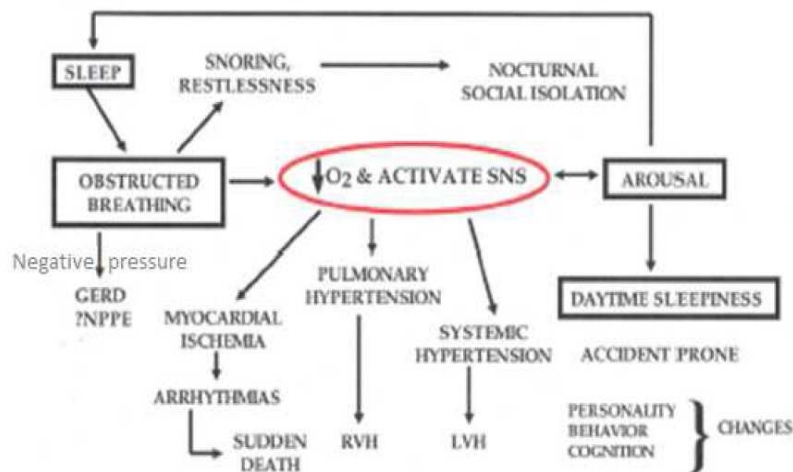 SLEEP
SNORING,
RESTLESSNESS
NOCTURNAL
SOCIAL ISOLATION
OBSTRUCTED
BREATHING
↓O2 & ACTIVATE SNS
AROUSAL
Negative pressure
GERD
?NPPE
MYOCARDIAL
ISCHEMIA
PULMONARY
HYPERTENSION
SYSTEMIC
HYPERTENSION
DAYTIME SLEEPINESS
ACCIDENT PRONE
ARRHYTHMIAS
SUDDEN
DEATH
RVH
LVH
PERSONALITY
BEHAVIOR
COGNITION
} CHANGES